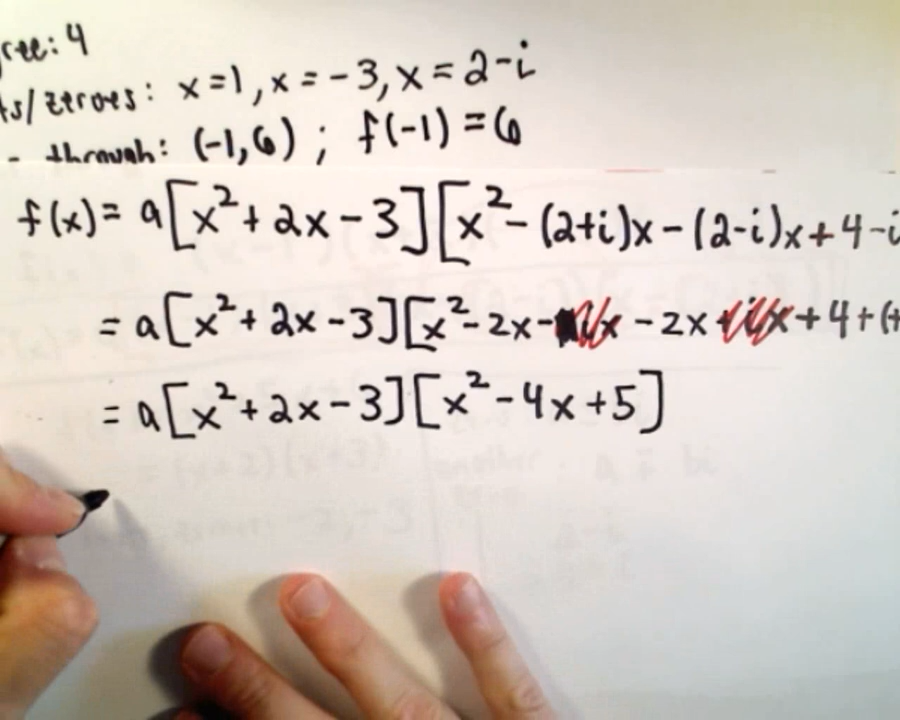 ree: 4
ts/zeroes: x=1, x=-3, x=2-i
through: (-1,6) ; f(-1)=6
f(x)= a[x²+2x-3][x²-(2+i)x-(2-i)x+4-i
= a[x²+2x-3][x²-2x-ix-2x+ix+4+(+
= a[x²+2x-3][x²-4x+5]